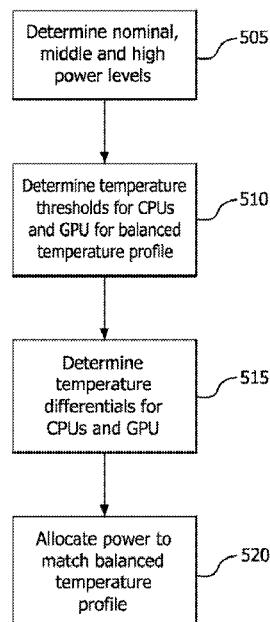 Determine nominal,
middle and high
power levels
505
Determine temperature
thresholds for CPUs
and GPU for balanced
temperature profile
510
Determine
temperature
differentials for
CPUs and GPU
515
Allocate power to
match balanced
temperature
profile
520